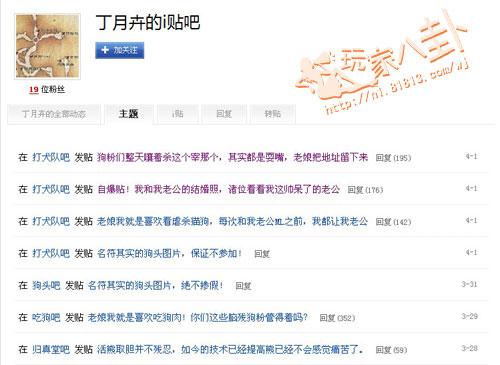 丁月卉的i贴吧
+ 加关注
玩家八卦
http://n1.81813.com/wj
19 位粉丝
丁月卉的全部动态 主题 i贴 回复 转贴
在 打犬队吧 发贴 狗粉们整天嚷着杀这个宰那个，其实都是耍嘴，老娘把地址留下来 回复(195) 4-1
在 打犬队吧 发贴 自爆贴！我和我老公的结婚照，诸位看看我这帅呆了的老公 回复(176) 4-1
在 打犬队吧 发贴 老娘我就是喜欢看虐杀猫狗，每次和我老公ML之前，我都让我老公 回复(142) 4-1
在 打犬队吧 发贴 名符其实的狗头图片，保证不参加！ 回复 4-1
在 狗头吧 发贴 名符其实的狗头图片，绝不掺假！ 回复 3-31
在 吃狗吧 发贴 老娘我就是喜欢吃狗肉！你们这些脑残狗粉管得着吗？ 回复(352) 3-29
在 归真堂吧 发贴 活熊取胆并不残忍，如今的技术已经提高熊已经不会感觉痛苦了。 回复(59) 3-28